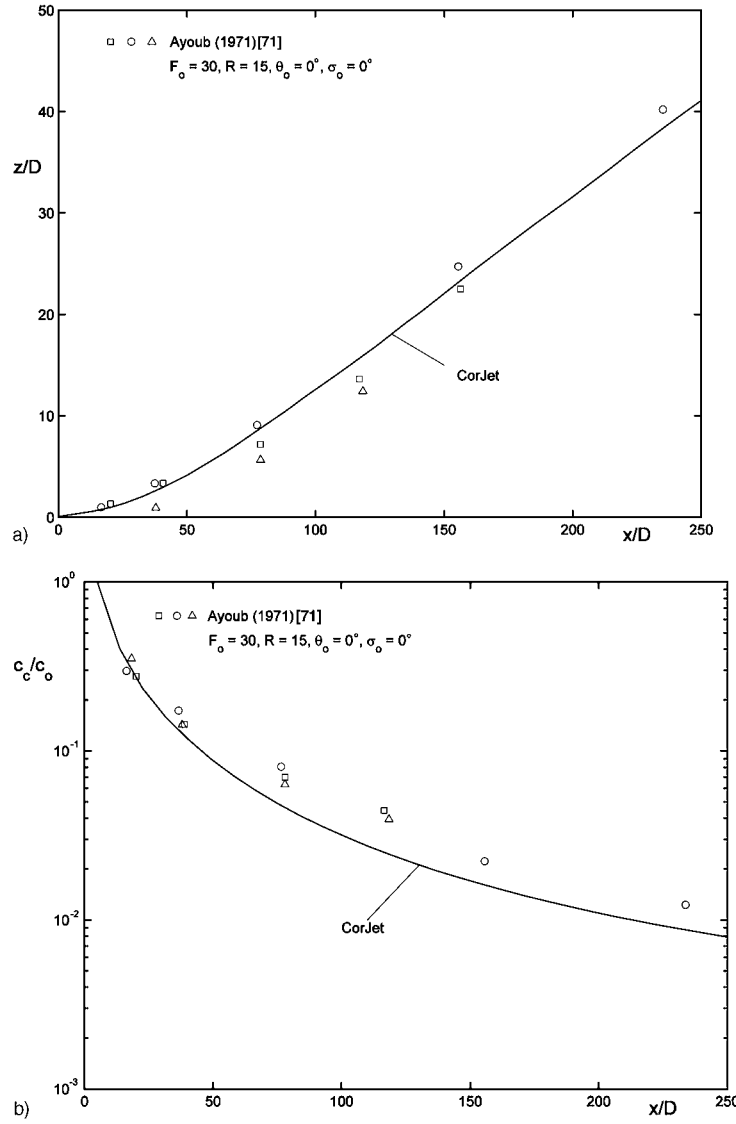 50
Ayoub (1971)[71]
Fo = 30, R = 15, θo = 0°, σo = 0°
40
z/D
30
20
CorJet
10
0
0 50 100 150 200 x/D 250
a)
10⁰
Ayoub (1971)[71]
Fo = 30, R = 15, θo = 0°, σo = 0°
cc/co
10⁻¹
10⁻²
CorJet
10⁻³
0 50 100 150 200 x/D 250
b)